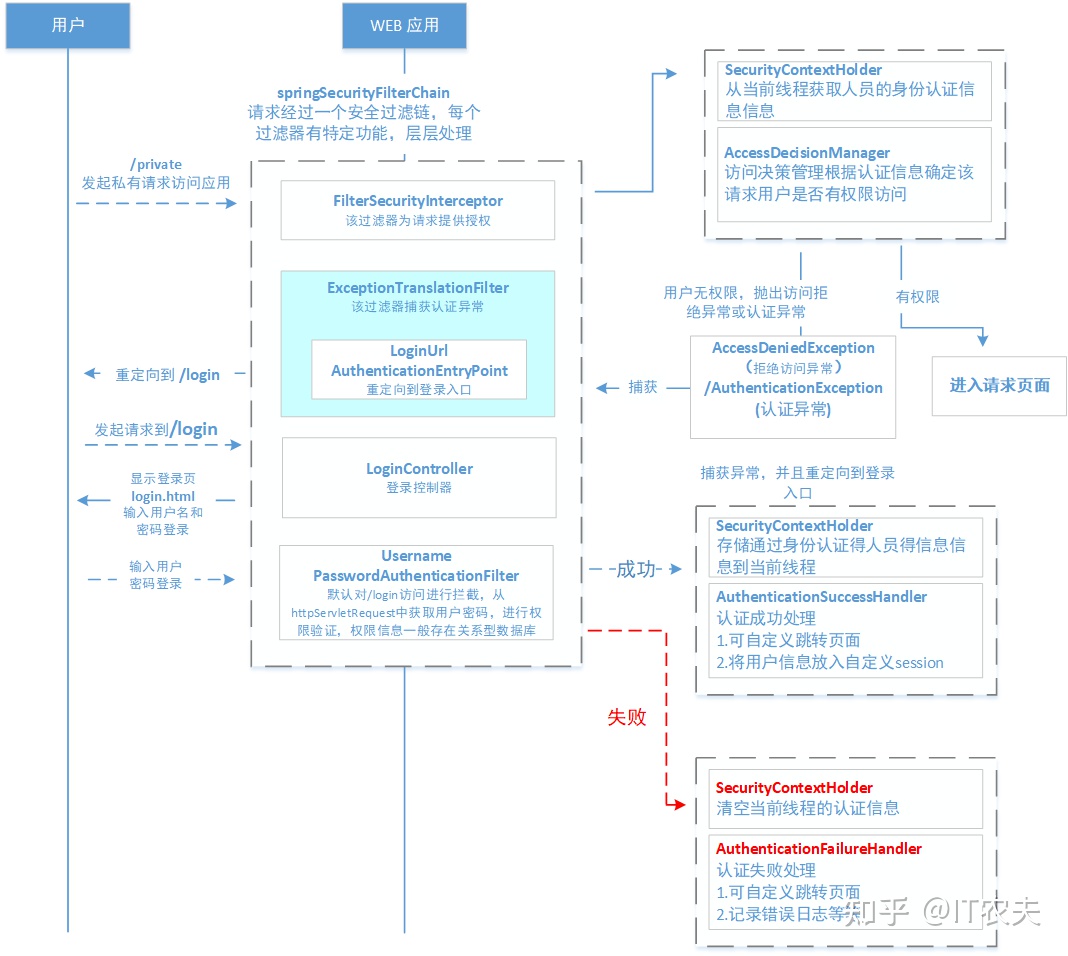 用户
WEB 应用
springSecurityFilterChain
请求经过一个安全过滤链，每个
过滤器有特定功能，层层处理
/private
发起私有请求访问应用
FilterSecurityInterceptor
该过滤器为请求提供授权
SecurityContextHolder
从当前线程获取人员的身份认证信
息信息
AccessDecisionManager
访问决策管理根据认证信息确定该
请求用户是否有权限访问
ExceptionTranslationFilter
该过滤器捕获认证异常
LoginUrl
AuthenticationEntryPoint
重定向到登录入口
用户无权限，抛出访问拒
绝异常或认证异常
有权限
AccessDeniedException
（拒绝访问异常）
/AuthenticationException
(认证异常)
进入请求页面
捕获
重定向到 /login
发起请求到/login
LoginController
登录控制器
显示登录页
login.html
输入用户名和
密码登录
捕获异常，并且重定向到登录
入口
输入用户
密码登录
Username
PasswordAuthenticationFilter
默认对/login访问进行拦截，从
httpServletRequest中获取用户密码，进行权
限验证，权限信息一般存在关系型数据库
成功
SecurityContextHolder
存储通过身份认证得人员得信息信
息到当前线程
AuthenticationSuccessHandler
认证成功处理
1.可自定义跳转页面
2.将用户信息放入自定义session
失败
SecurityContextHolder
清空当前线程的认证信息
AuthenticationFailureHandler
认证失败处理
1.可自定义跳转页面
2.记录错误日志等
知乎 @IT农夫